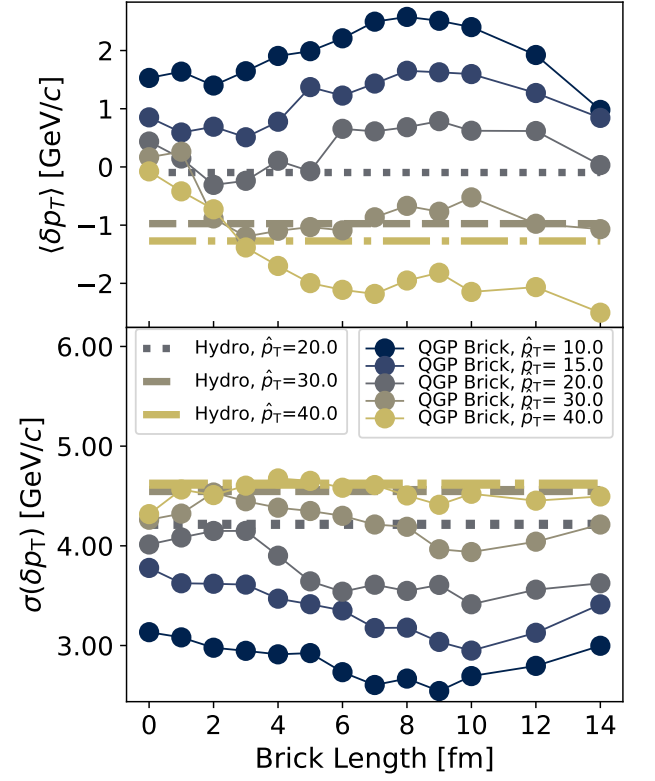 ⟨δp_T⟩ [GeV/c]
2
1
0
−1
−2
σ(δp_T) [GeV/c]
6.00
5.00
4.00
3.00
Hydro, p̂_T=20.0
Hydro, p̂_T=30.0
Hydro, p̂_T=40.0
QGP Brick, p̂_T= 10.0
QGP Brick, p̂_T= 15.0
QGP Brick, p̂_T= 20.0
QGP Brick, p̂_T= 30.0
QGP Brick, p̂_T= 40.0
0 2 4 6 8 10 12 14
Brick Length [fm]